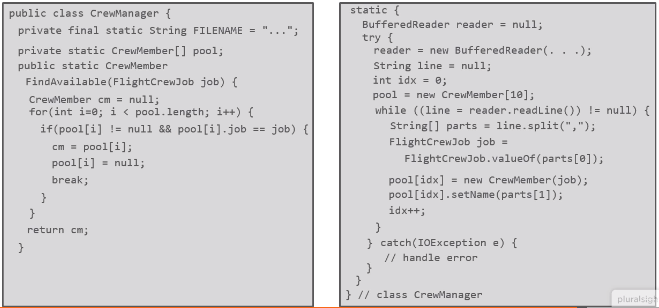 public class CrewManager {
private final static String FILENAME = "...";
private static CrewMember[] pool;
public static CrewMember
FindAvailable(FlightCrewJob job) {
CrewMember cm = null;
for(int i=0; i < pool.length; i++) {
if(pool[i] != null && pool[i].job == job) {
cm = pool[i];
pool[i] = null;
break;
}
}
return cm;
}
static {
BufferedReader reader = null;
try {
reader = new BufferedReader(. . .);
String line = null;
int idx = 0;
pool = new CrewMember[10];
while ((line = reader.readLine()) != null) {
String[] parts = line.split(",");
FlightCrewJob job =
FlightCrewJob.valueOf(parts[0]);
pool[idx] = new CrewMember(job);
pool[idx].setName(parts[1]);
idx++;
}
} catch(IOException e) {
// handle error
}
}
} // class CrewManager
pluralsight